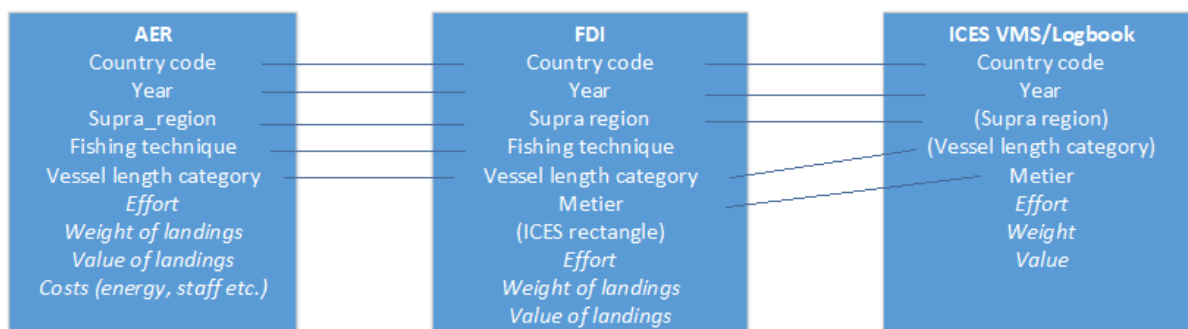 AER
Country code
Year
Supra_region
Fishing technique
Vessel length category
Effort
Weight of landings
Value of landings
Costs (energy, staff etc.)
FDI
Country code
Year
Supra region
Fishing technique
Vessel length category
Metier
(ICES rectangle)
Effort
Weight of landings
Value of landings
ICES VMS/Logbook
Country code
Year
(Supra region)
(Vessel length category)
Metier
Effort
Weight
Value